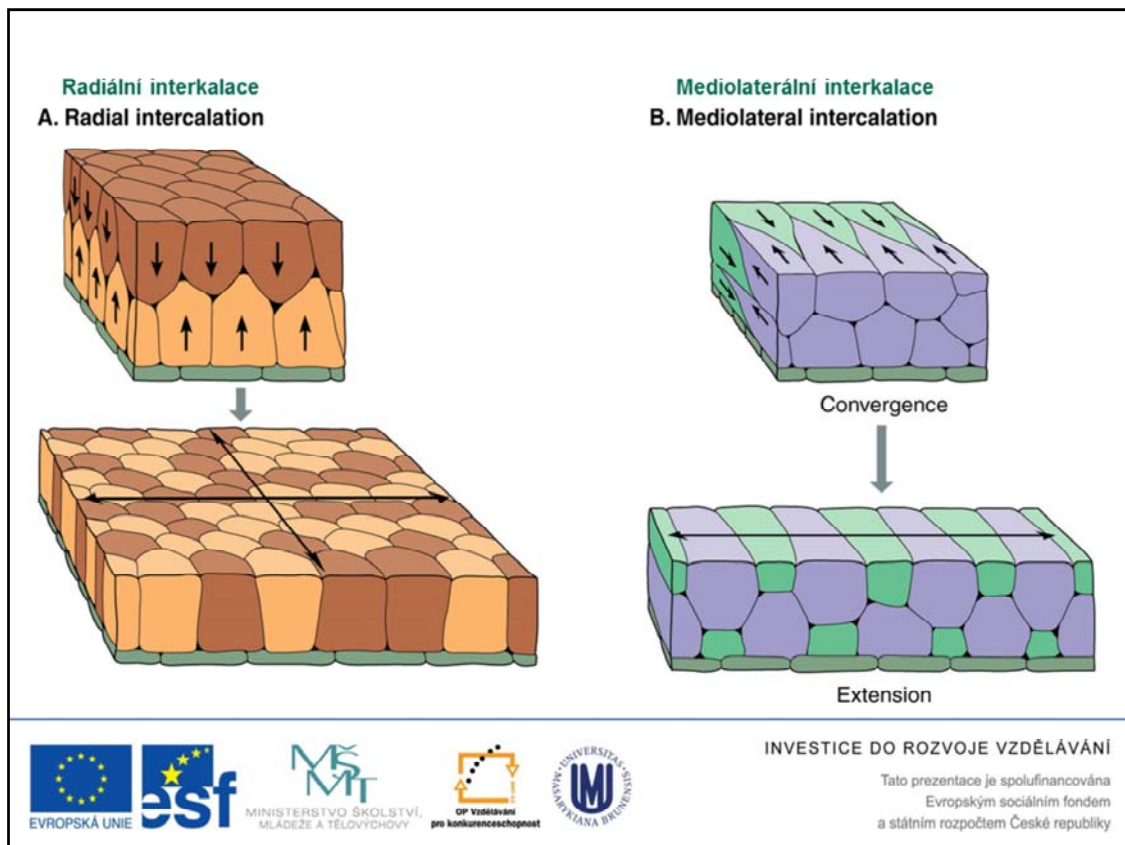 Radiální interkalace
A. Radial intercalation
Mediolaterální interkalace
B. Mediolateral intercalation
Convergence
Extension
EVROPSKÁ UNIE
esf
MŠMT
MINISTERSTVO ŠKOLSTVÍ,
MLÁDEŽE A TĚLOVÝCHOVY
OP Vzdělávání
pro konkurenceschopnost
UNIVERSITAS
MASARYKIANA BRUNENSIS
INVESTICE DO ROZVOJE VZDĚLÁVÁNÍ
Tato prezentace je spolufinancována
Evropským sociálním fondem
a státním rozpočtem České republiky